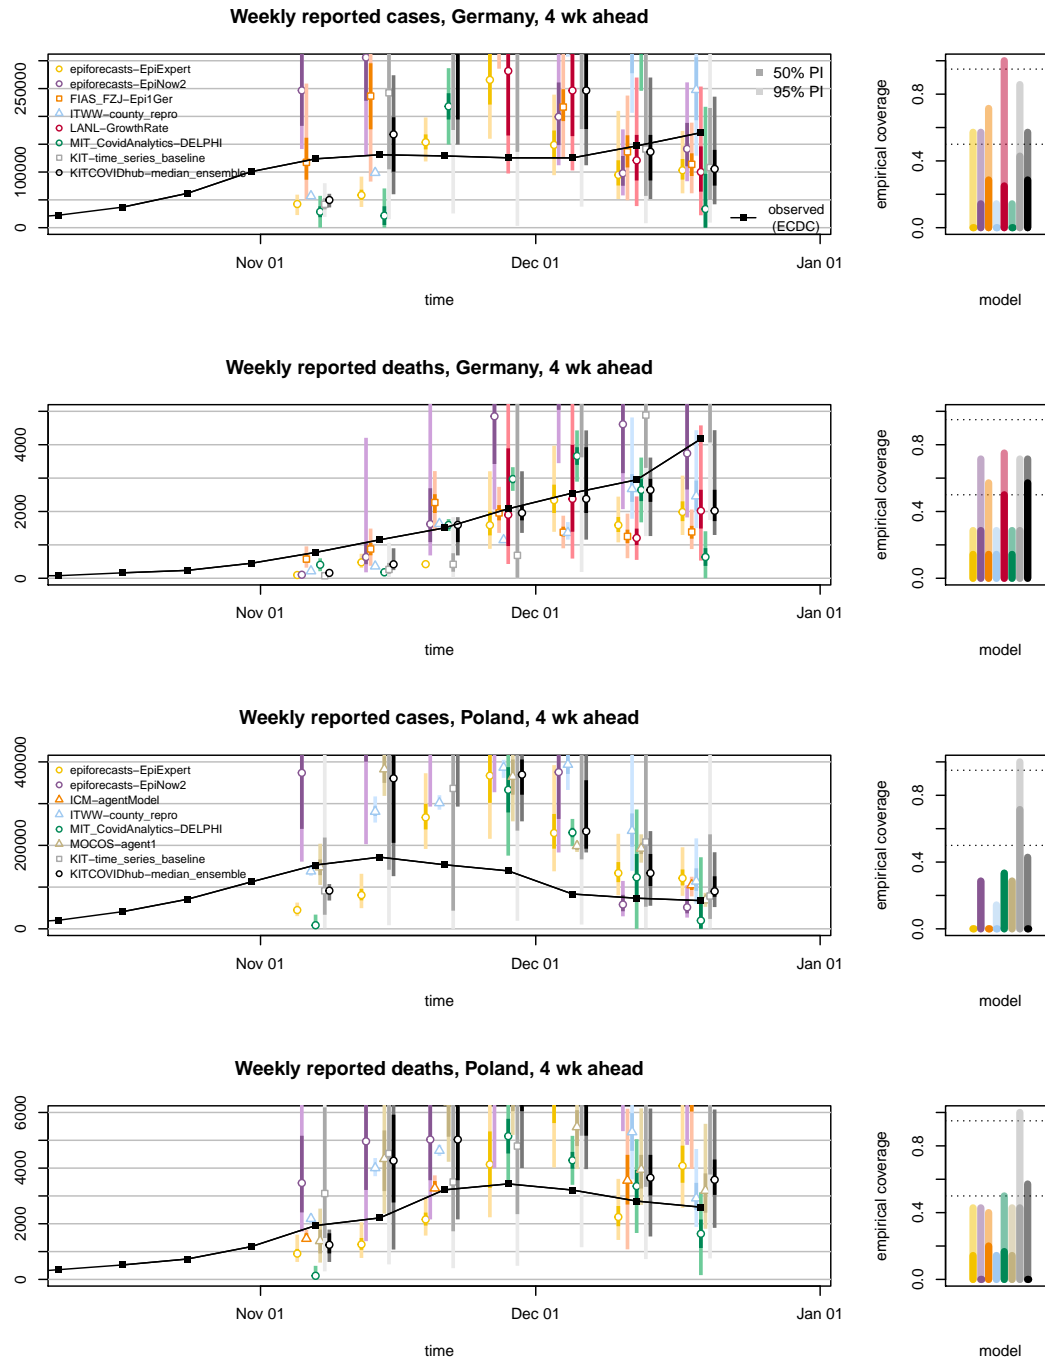 Weekly reported cases, Germany, 4 wk ahead
250000
100000
0
epiforecasts−EpiExpert
epiforecasts−EpiNow2
FIAS_FZJ−Epi1Ger
ITWW−county_repro
LANL−GrowthRate
MIT_CovidAnalytics−DELPHI
KIT−time_series_baseline
KITCOVIDhub−median_ensemble
50% PI
95% PI
observed
(ECDC)
Nov 01
Dec 01
Jan 01
time
empirical coverage
0.8
0.4
0.0
model
Weekly reported deaths, Germany, 4 wk ahead
4000
2000
0
Nov 01
Dec 01
Jan 01
time
empirical coverage
0.8
0.4
0.0
model
Weekly reported cases, Poland, 4 wk ahead
400000
200000
0
epiforecasts−EpiExpert
epiforecasts−EpiNow2
ICM−agentModel
ITWW−county_repro
MIT_CovidAnalytics−DELPHI
MOCOS−agent1
KIT−time_series_baseline
KITCOVIDhub−median_ensemble
Nov 01
Dec 01
Jan 01
time
empirical coverage
0.8
0.4
0.0
model
Weekly reported deaths, Poland, 4 wk ahead
6000
4000
2000
0
Nov 01
Dec 01
Jan 01
time
empirical coverage
0.8
0.4
0.0
model